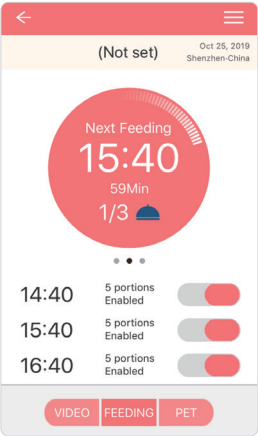 (Not set)
Oct 25, 2019
Shenzhen-China
Next Feeding
15:40
59Min
1/3
14:40
5 portions
Enabled
15:40
5 portions
Enabled
16:40
5 portions
Enabled
VIDEO
FEEDING
PET